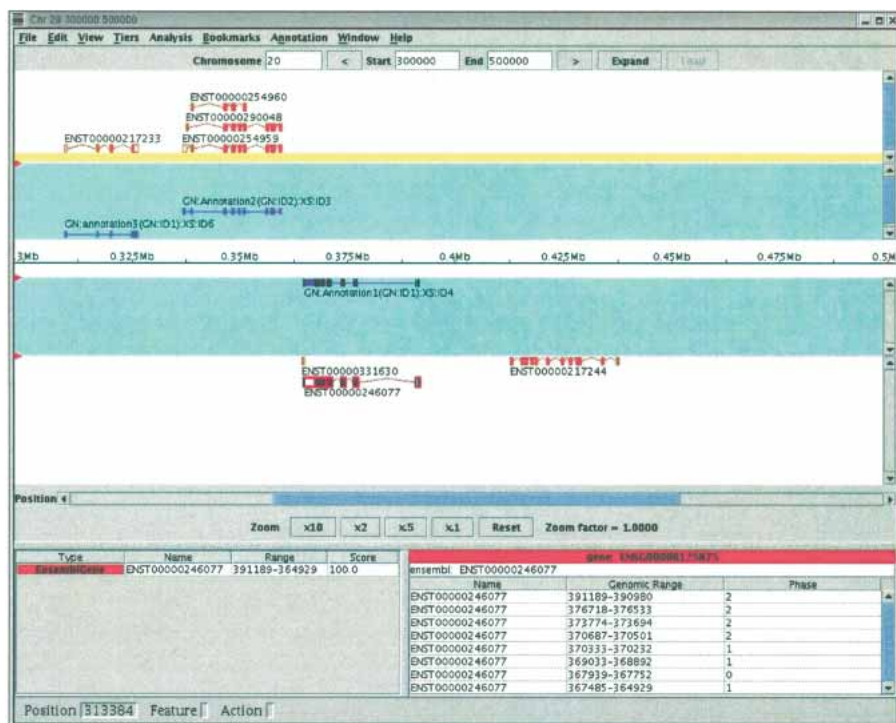 Chr 20 300000 500000
File Edit View Tiers Analysis Bookmarks Annotation Window Help
Chromosome 20 < Start 300000 End 500000 > Expand Load
ENST00000254960
ENST00000290048
ENST00000217233 ENST00000254959
GN:Annotation2(GN:ID2):XS:ID3
GN:annotation3(GN:ID1):XS:ID6
.3Mb 0.325Mb 0.35Mb 0.375Mb 0.4Mb 0.425Mb 0.45Mb 0.475Mb 0.5M
GN:Annotation1(GN:ID1):XS:ID4
ENST00000331630 ENST00000217244
ENST00000246077
Position
Zoom x10 x2 x.5 x.1 Reset Zoom factor = 1.0000
Type Name Range Score
EnsemblGene ENST00000246077 391189-364929 100.0
ensembl: ENST00000246077
Name Genomic Range Phase
ENST00000246077 391189-390980 2
ENST00000246077 376718-376533 2
ENST00000246077 373774-373694 2
ENST00000246077 370687-370501 2
ENST00000246077 370333-370232 1
ENST00000246077 369033-368892 1
ENST00000246077 367939-367752 0
ENST00000246077 367485-364929 1
Position 313384 Feature Action